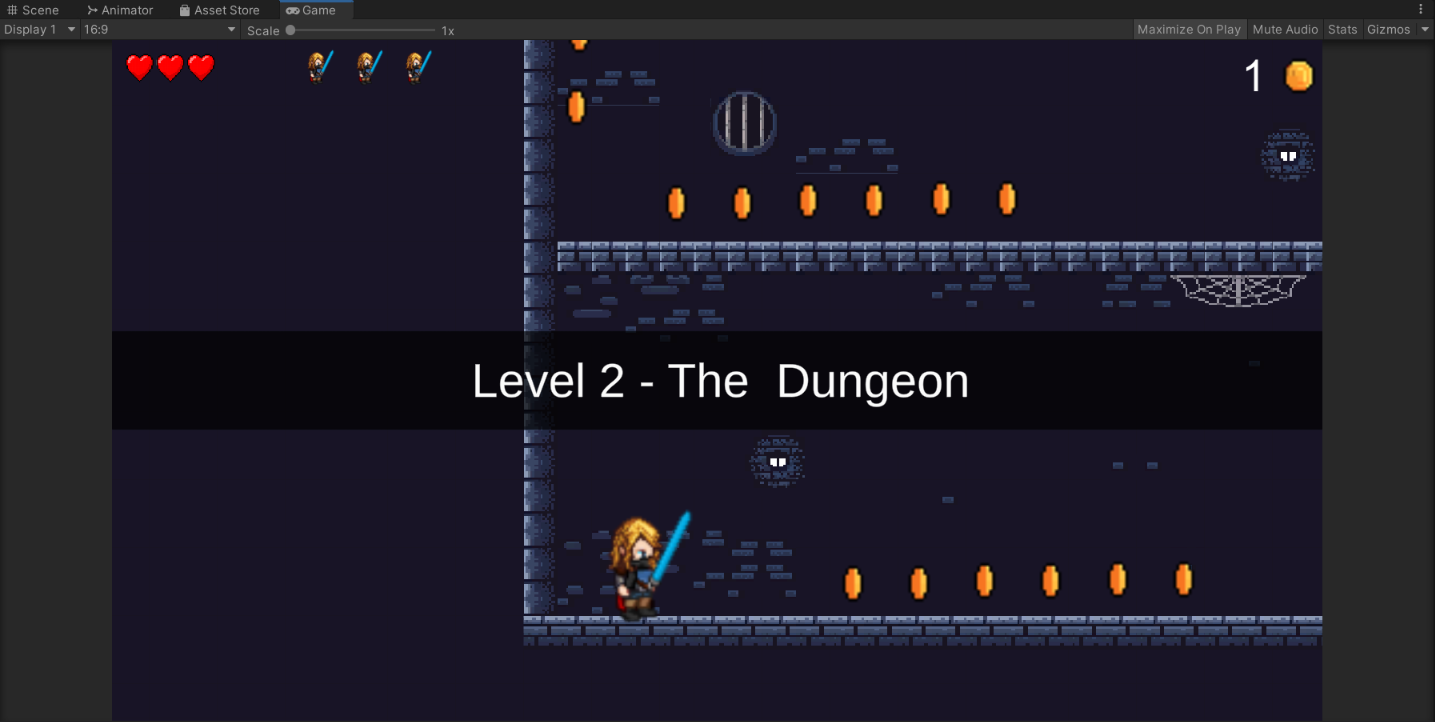 Scene Animator Asset Store Game
Display 1 16:9 Scale 1x Maximize On Play Mute Audio Stats Gizmos
1
Level 2 - The  Dungeon